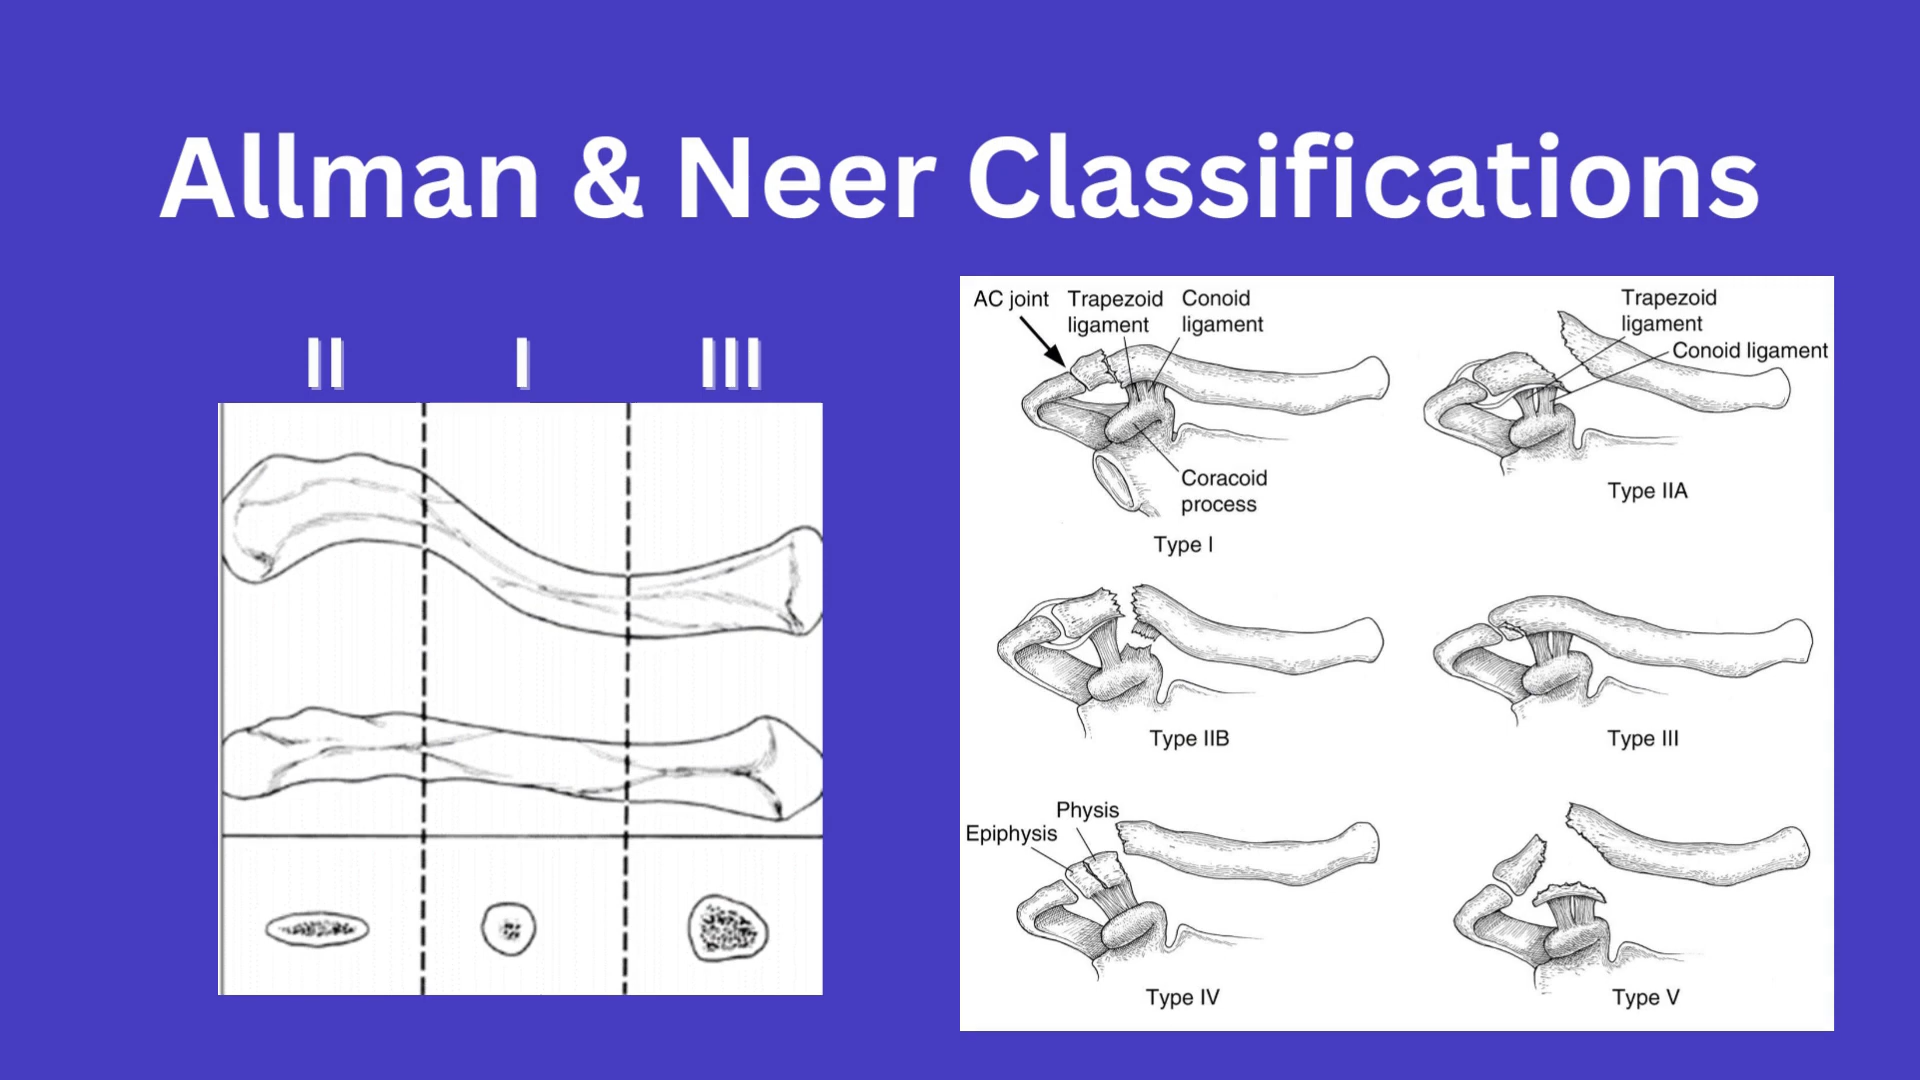 Allman & Neer Classifications
II
I
III
AC joint
Trapezoid
ligament
Conoid
ligament
Coracoid
process
Type I
Trapezoid
ligament
Conoid ligament
Type IIA
Type IIB
Type III
Physis
Epiphysis
Type IV
Type V